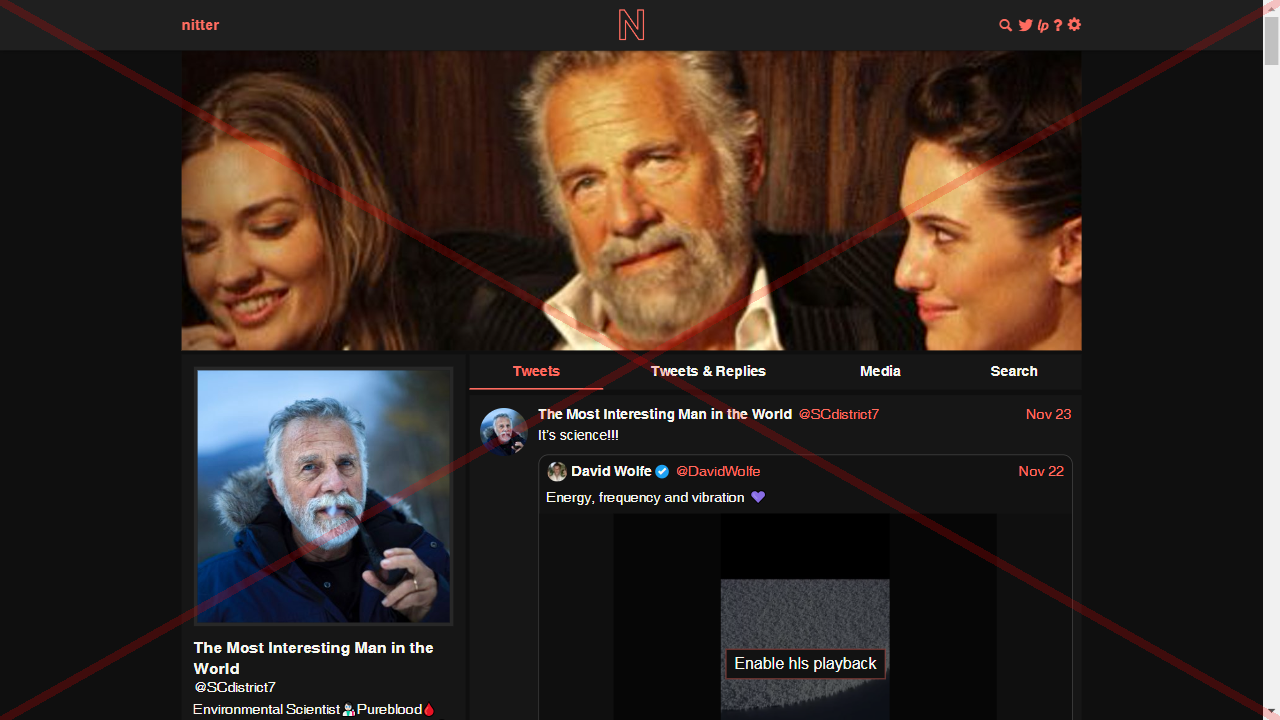 nitter
N
lp ?
Tweets Tweets & Replies Media Search
The Most Interesting Man in the World @SCdistrict7 Nov 23
It's science!!!
David Wolfe @DavidWolfe Nov 22
Energy, frequency and vibration 💜
Enable hls playback
The Most Interesting Man in the
World
@SCdistrict7
Environmental Scientist👨🏻‍🔬Pureblood🩸